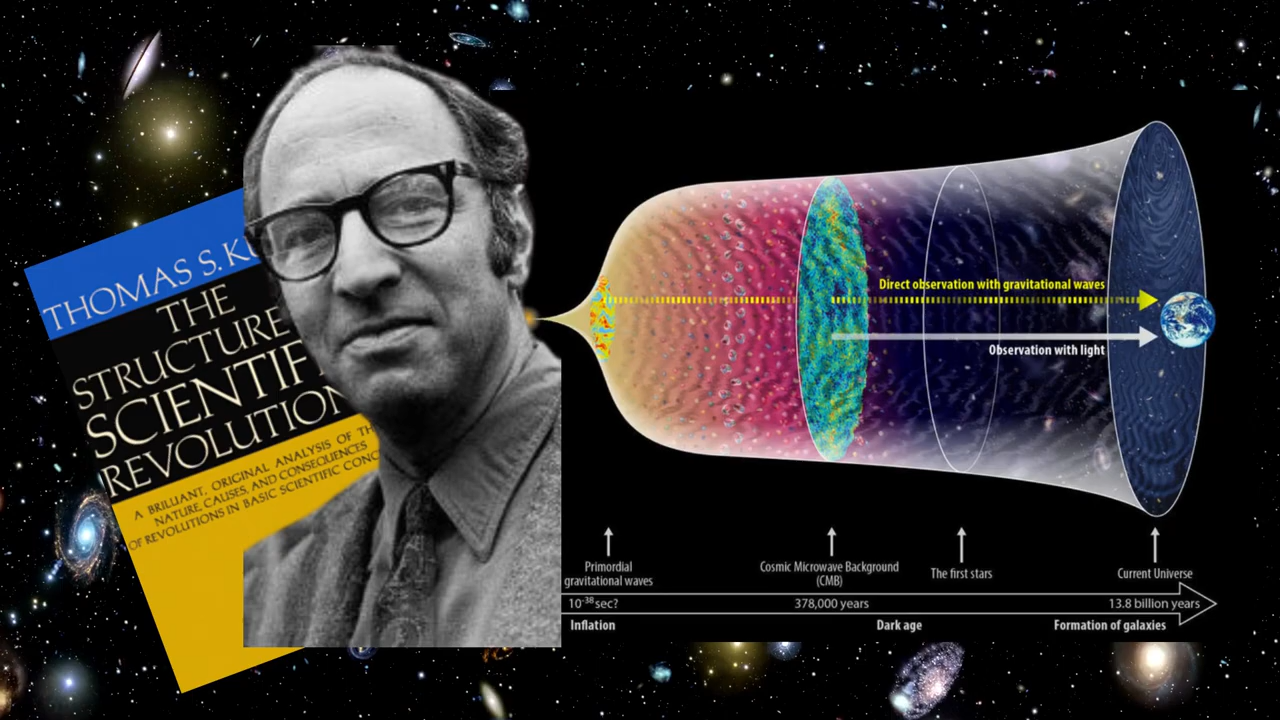 THOMAS S. KU
THE
STRUCTURE
SCIENTIF
REVOLUTION
A BRILLIANT, ORIGINAL ANALYSIS OF TH
NATURE, CAUSES, AND CONSEQUENCES
OF REVOLUTIONS IN BASIC SCIENTIFIC CONC
Direct observation with gravitational waves
Observation with light
Primordial
gravitational waves
Cosmic Microwave Background
(CMB)
The first stars
Current Universe
10⁻³⁸sec?
378,000 years
13.8 billion years
Inflation
Dark age
Formation of galaxies